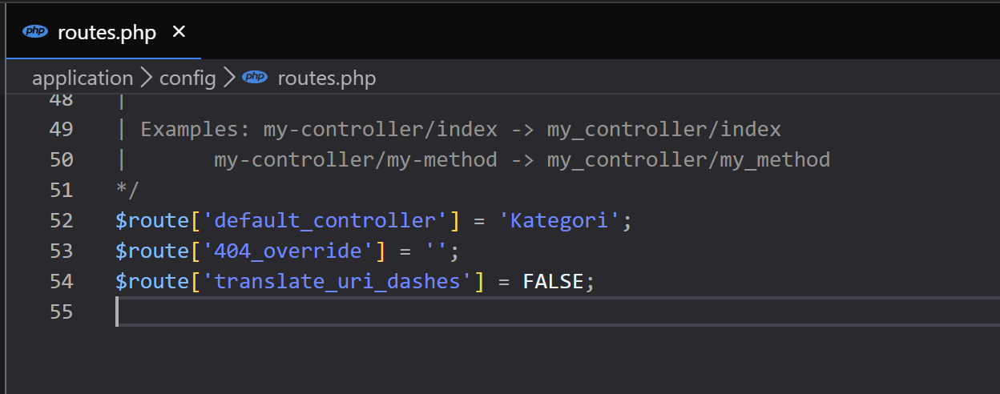 php routes.php ×
application > config > php routes.php
48 |
49 | Examples: my-controller/index -> my_controller/index
50 |       my-controller/my-method -> my_controller/my_method
51 */
52 $route['default_controller'] = 'Kategori';
53 $route['404_override'] = '';
54 $route['translate_uri_dashes'] = FALSE;
55